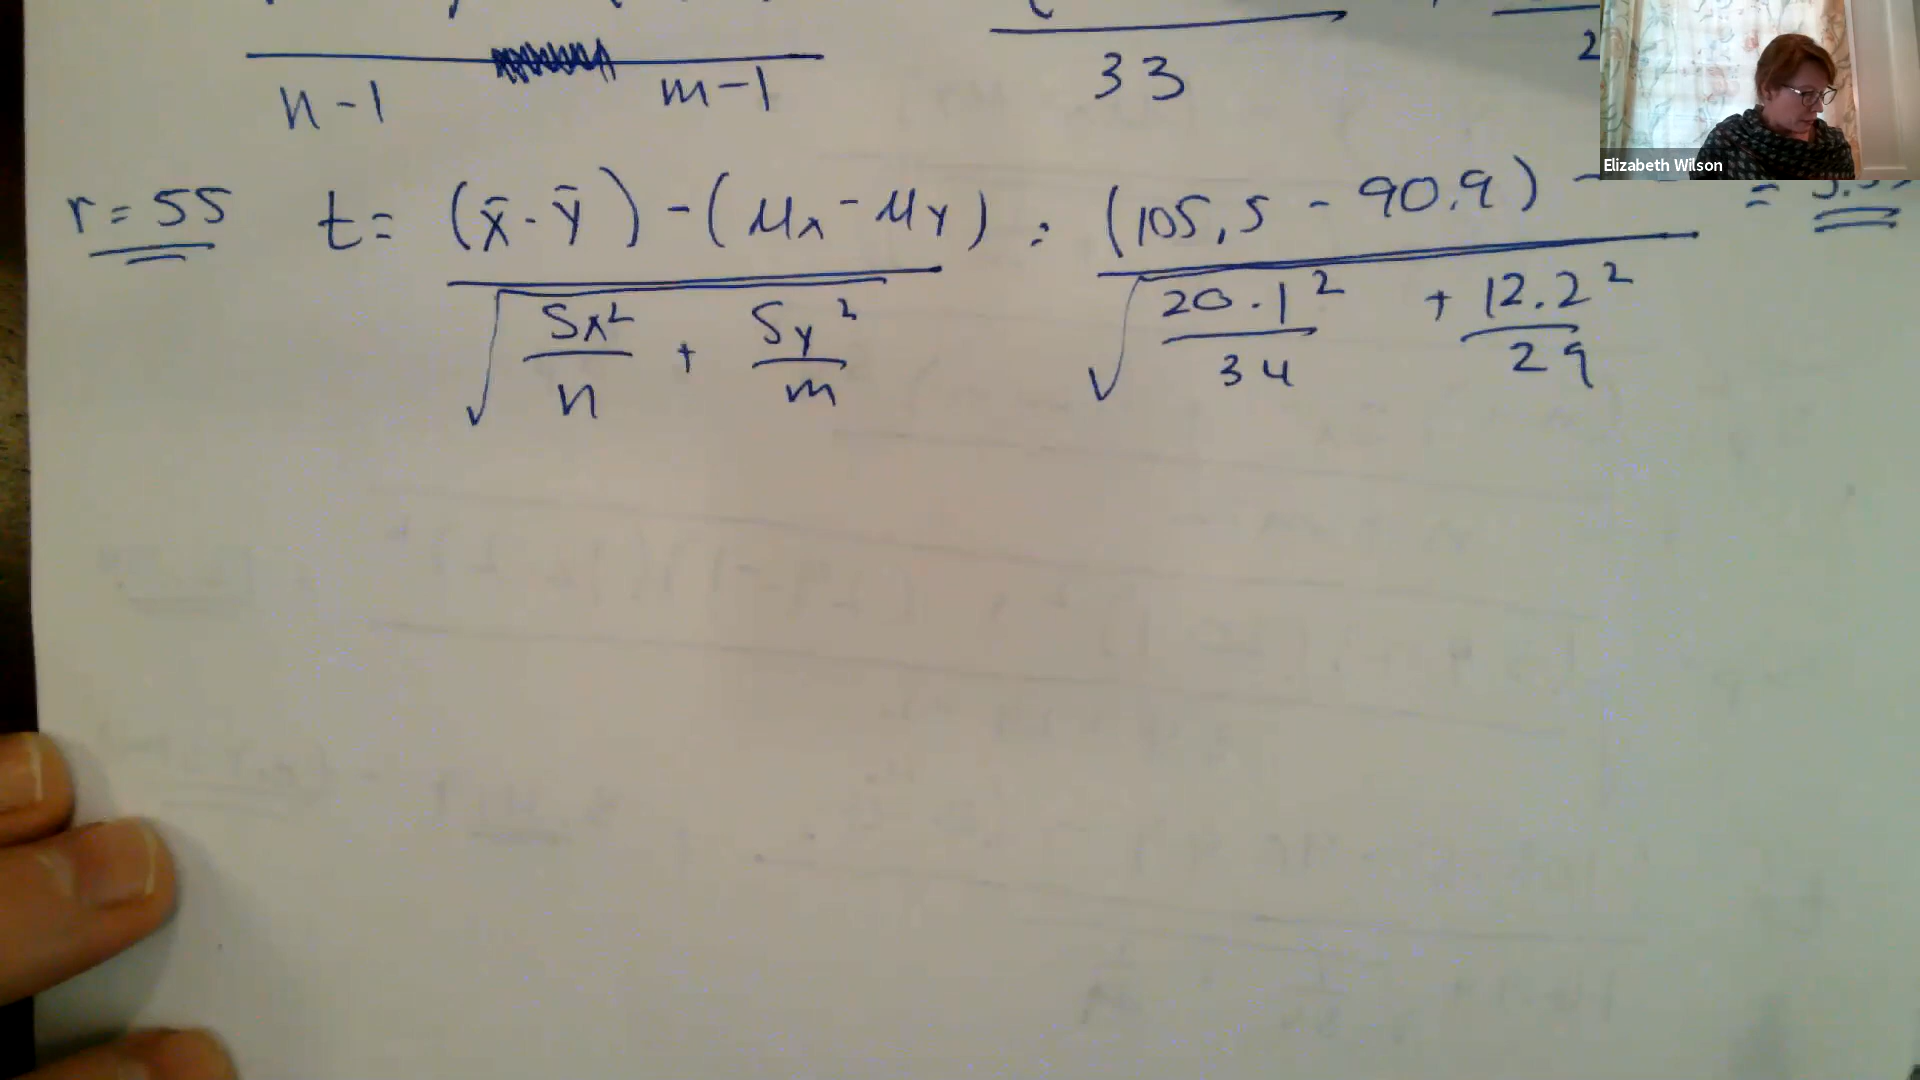 n-1 m-1 33 2
Elizabeth Wilson
r = 55 t = (x̄ - ȳ) - (μx - μy) = (105.5 - 90.9) - =
√ Sx² / n + Sy² / m √ 20.1² / 34 + 12.2² / 29